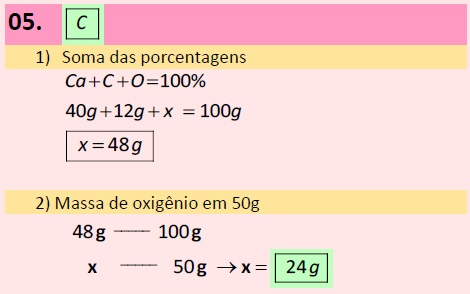 05. C
1) Soma das porcentagens
Ca+C+O=100%
40g+12g+x =100g
x=48g
2) Massa de oxigênio em 50g
48g —— 100g
x —— 50g → x = 24g